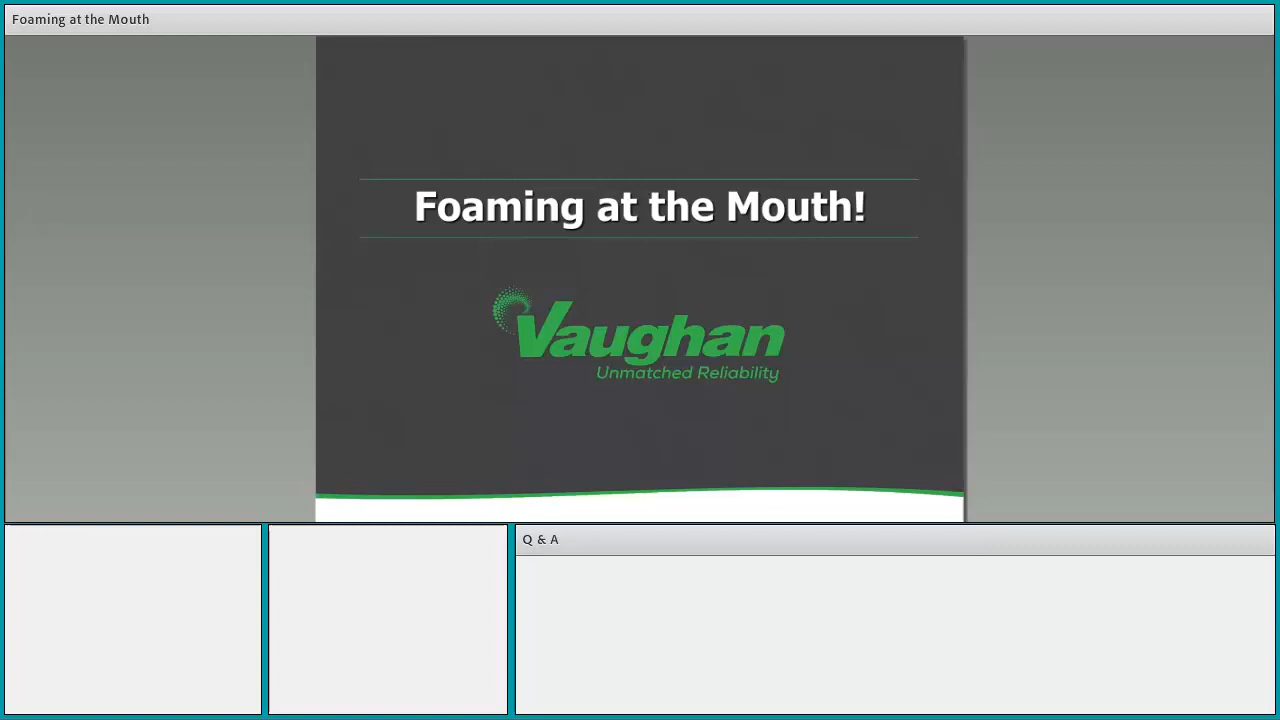 Foaming at the Mouth
Foaming at the Mouth!
Vaughan
Unmatched Reliability
Q & A